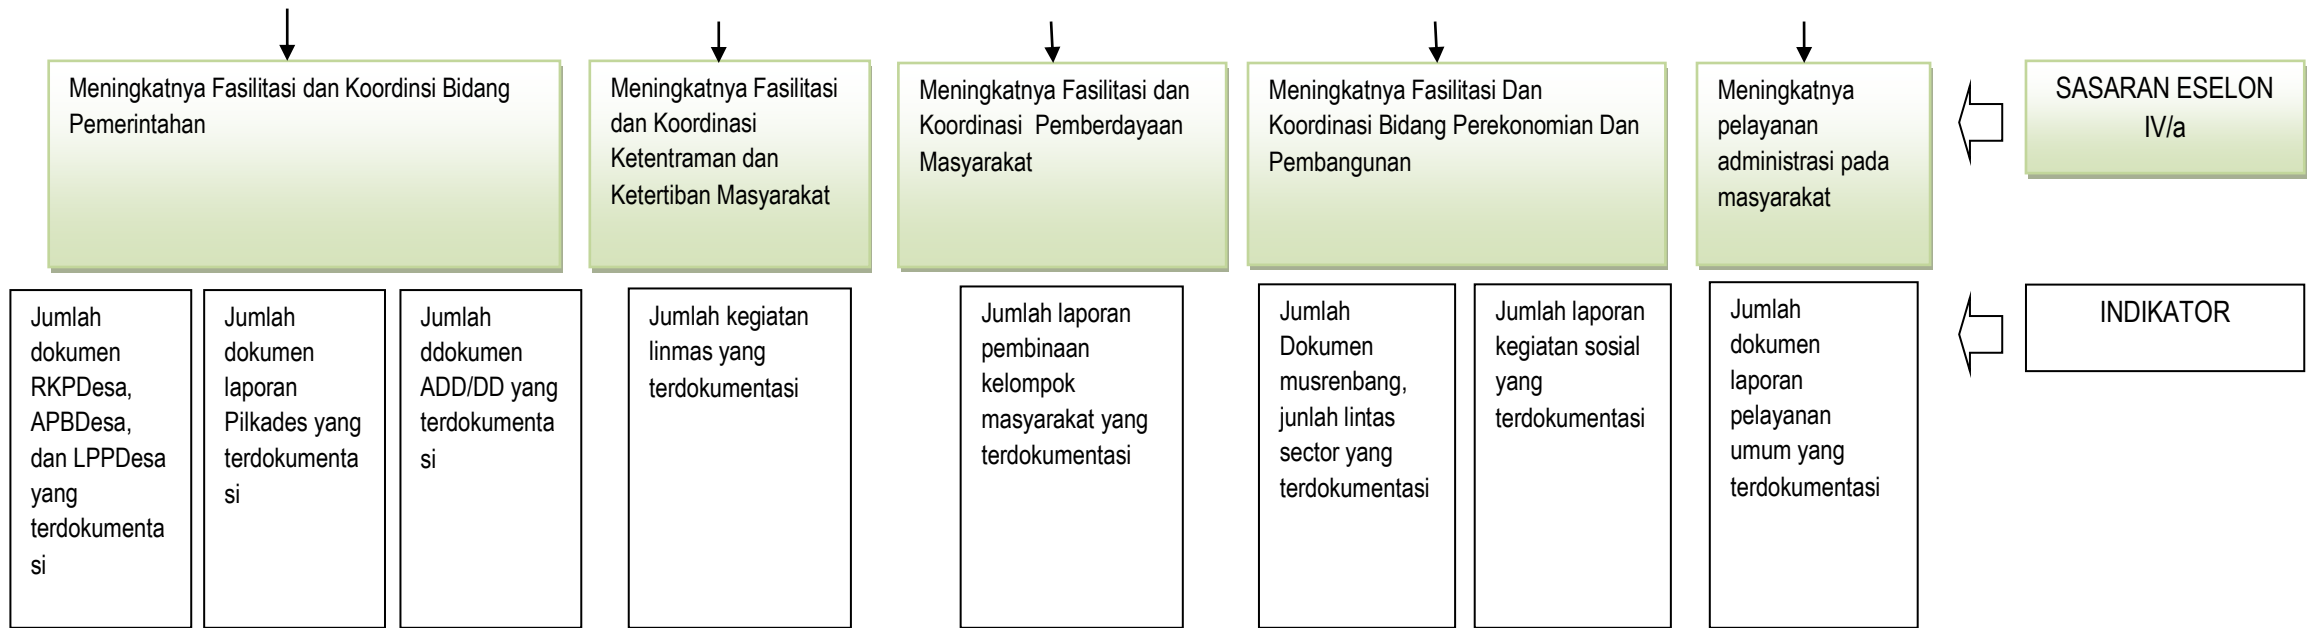 Meningkatnya Fasilitasi dan Koordinsi Bidang
Pemerintahan
Meningkatnya Fasilitasi
dan Koordinasi
Ketentraman dan
Ketertiban Masyarakat
Meningkatnya Fasilitasi dan
Koordinasi Pemberdayaan
Masyarakat
Meningkatnya Fasilitasi Dan
Koordinasi Bidang Perekonomian Dan
Pembangunan
Meningkatnya
pelayanan
administrasi pada
masyarakat
SASARAN ESELON
IV/a
Jumlah
dokumen
RKPDesa,
APBDesa,
dan LPPDesa
yang
terdokumenta
si
Jumlah
dokumen
laporan
Pilkades yang
terdokumenta
si
Jumlah
ddokumen
ADD/DD yang
terdokumenta
si
Jumlah kegiatan
linmas yang
terdokumentasi
Jumlah laporan
pembinaan
kelompok
masyarakat yang
terdokumentasi
Jumlah
Dokumen
musrenbang,
junlah lintas
sector yang
terdokumentasi
Jumlah laporan
kegiatan sosial
yang
terdokumentasi
Jumlah
dokumen
laporan
pelayanan
umum yang
terdokumentasi
INDIKATOR